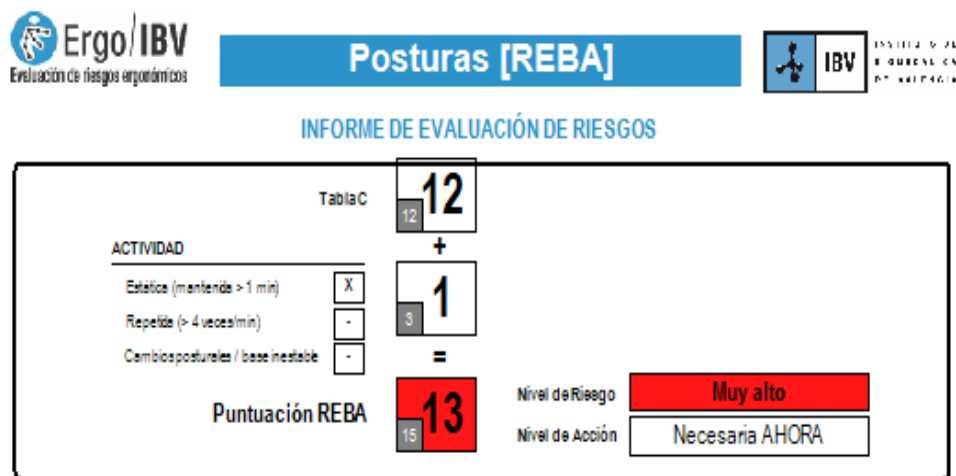 Ergo/IBV
Evaluación de riesgos ergonómicos
Posturas [REBA]
IBV
INFORME DE EVALUACIÓN DE RIESGOS
Tabla C
12
12
+
ACTIVIDAD
Estática (mantenida > 1 min) X
1
3
Repetida (> 4 veces/min) -
Cambios posturales / base inestable -
=
Puntuación REBA
13
15
Nivel de Riesgo Muy alto
Nivel de Acción Necesaria AHORA